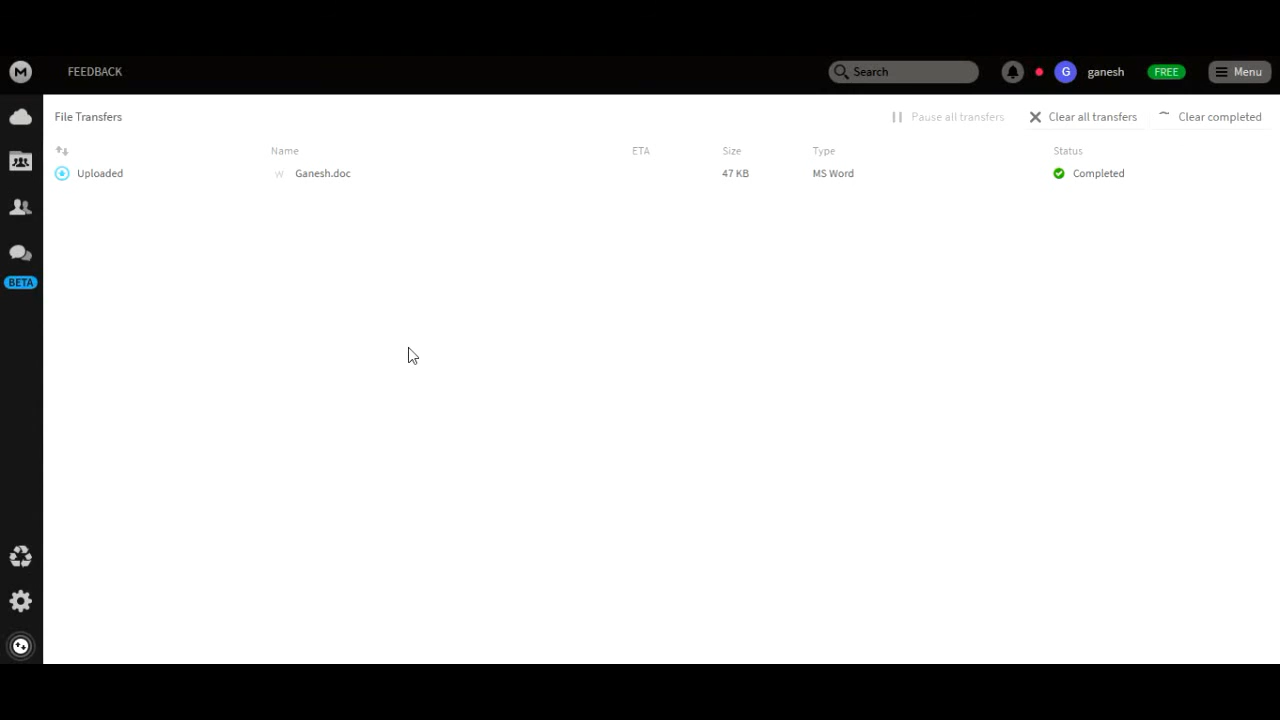 M FEEDBACK Search G ganesh FREE Menu
File Transfers Pause all transfers Clear all transfers Clear completed
Name ETA Size Type Status
Uploaded W Ganesh.doc 47 KB MS Word Completed
BETA